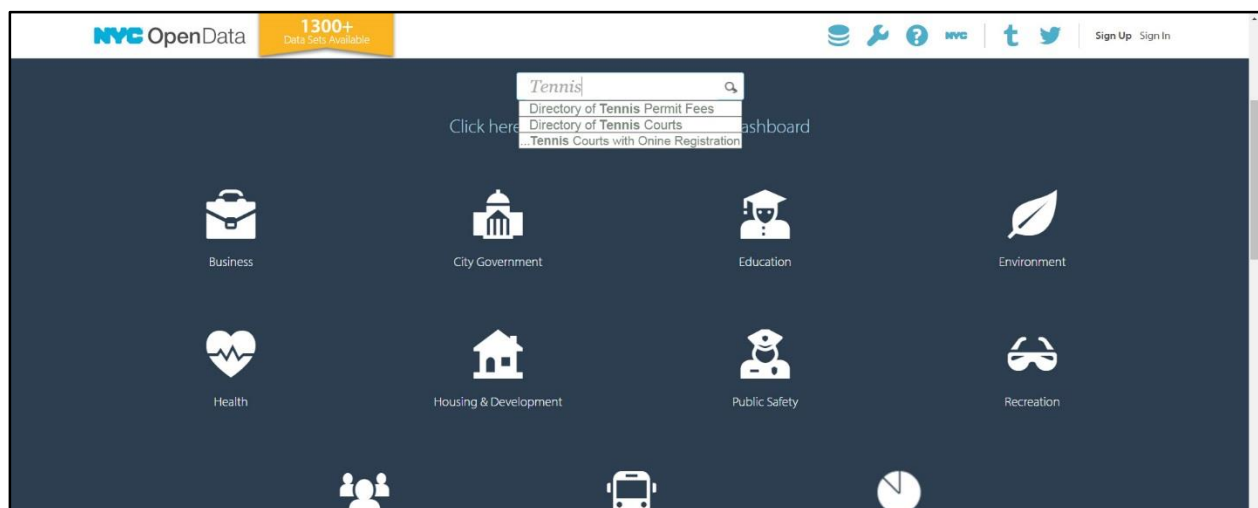 NYC OpenData
1300+
Data Sets Available
NYC
t
Sign Up Sign In
Tennis
Directory of Tennis Permit Fees
Directory of Tennis Courts
...Tennis Courts with Onine Registration
Click here ashboard
Business
City Government
Education
Environment
Health
Housing & Development
Public Safety
Recreation